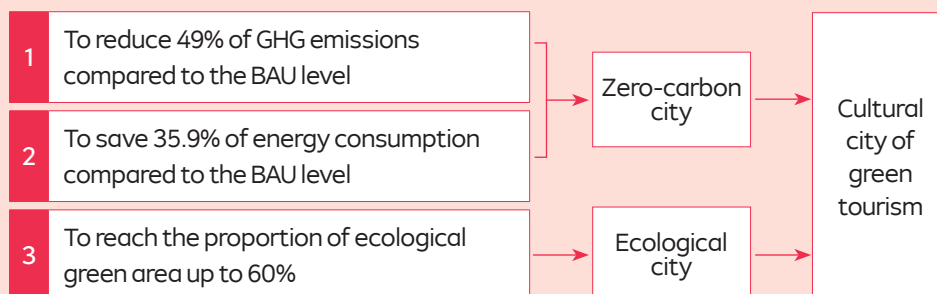 1
To reduce 49% of GHG emissions
compared to the BAU level
2
To save 35.9% of energy consumption
compared to the BAU level
3
To reach the proportion of ecological
green area up to 60%
Zero-carbon
city
Ecological
city
Cultural
city of
green
tourism